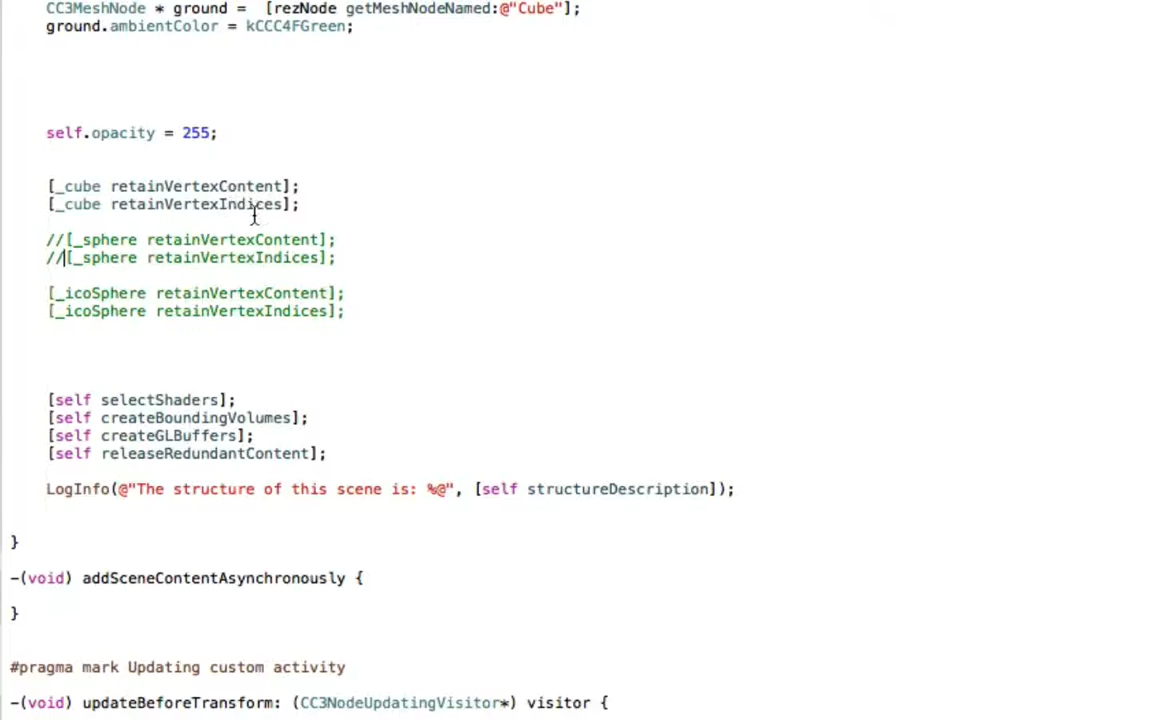 CC3MeshNode * ground =  [rezNode getMeshNodeNamed:@"Cube"];
ground.ambientColor = kCCC4FGreen;
self.opacity = 255;
[_cube retainVertexContent];
[_cube retainVertexIndices];
//[_sphere retainVertexContent];
//[_sphere retainVertexIndices];
[_icoSphere retainVertexContent];
[_icoSphere retainVertexIndices];
[self selectShaders];
[self createBoundingVolumes];
[self createGLBuffers];
[self releaseRedundantContent];
LogInfo(@"The structure of this scene is: %@", [self structureDescription]);
}
-(void) addSceneContentAsynchronously {
}
#pragma mark Updating custom activity
-(void) updateBeforeTransform: (CC3NodeUpdatingVisitor*) visitor {